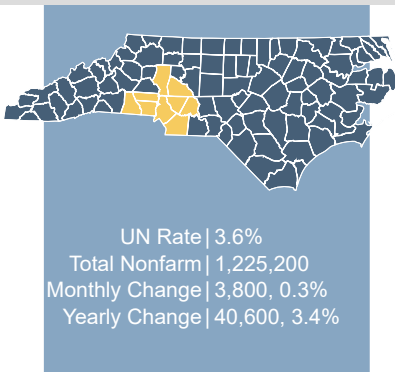 UN Rate| 3.6%
Total Nonfarm| 1,225,200
Monthly Change| 3,800, 0.3%
Yearly Change| 40,600, 3.4%